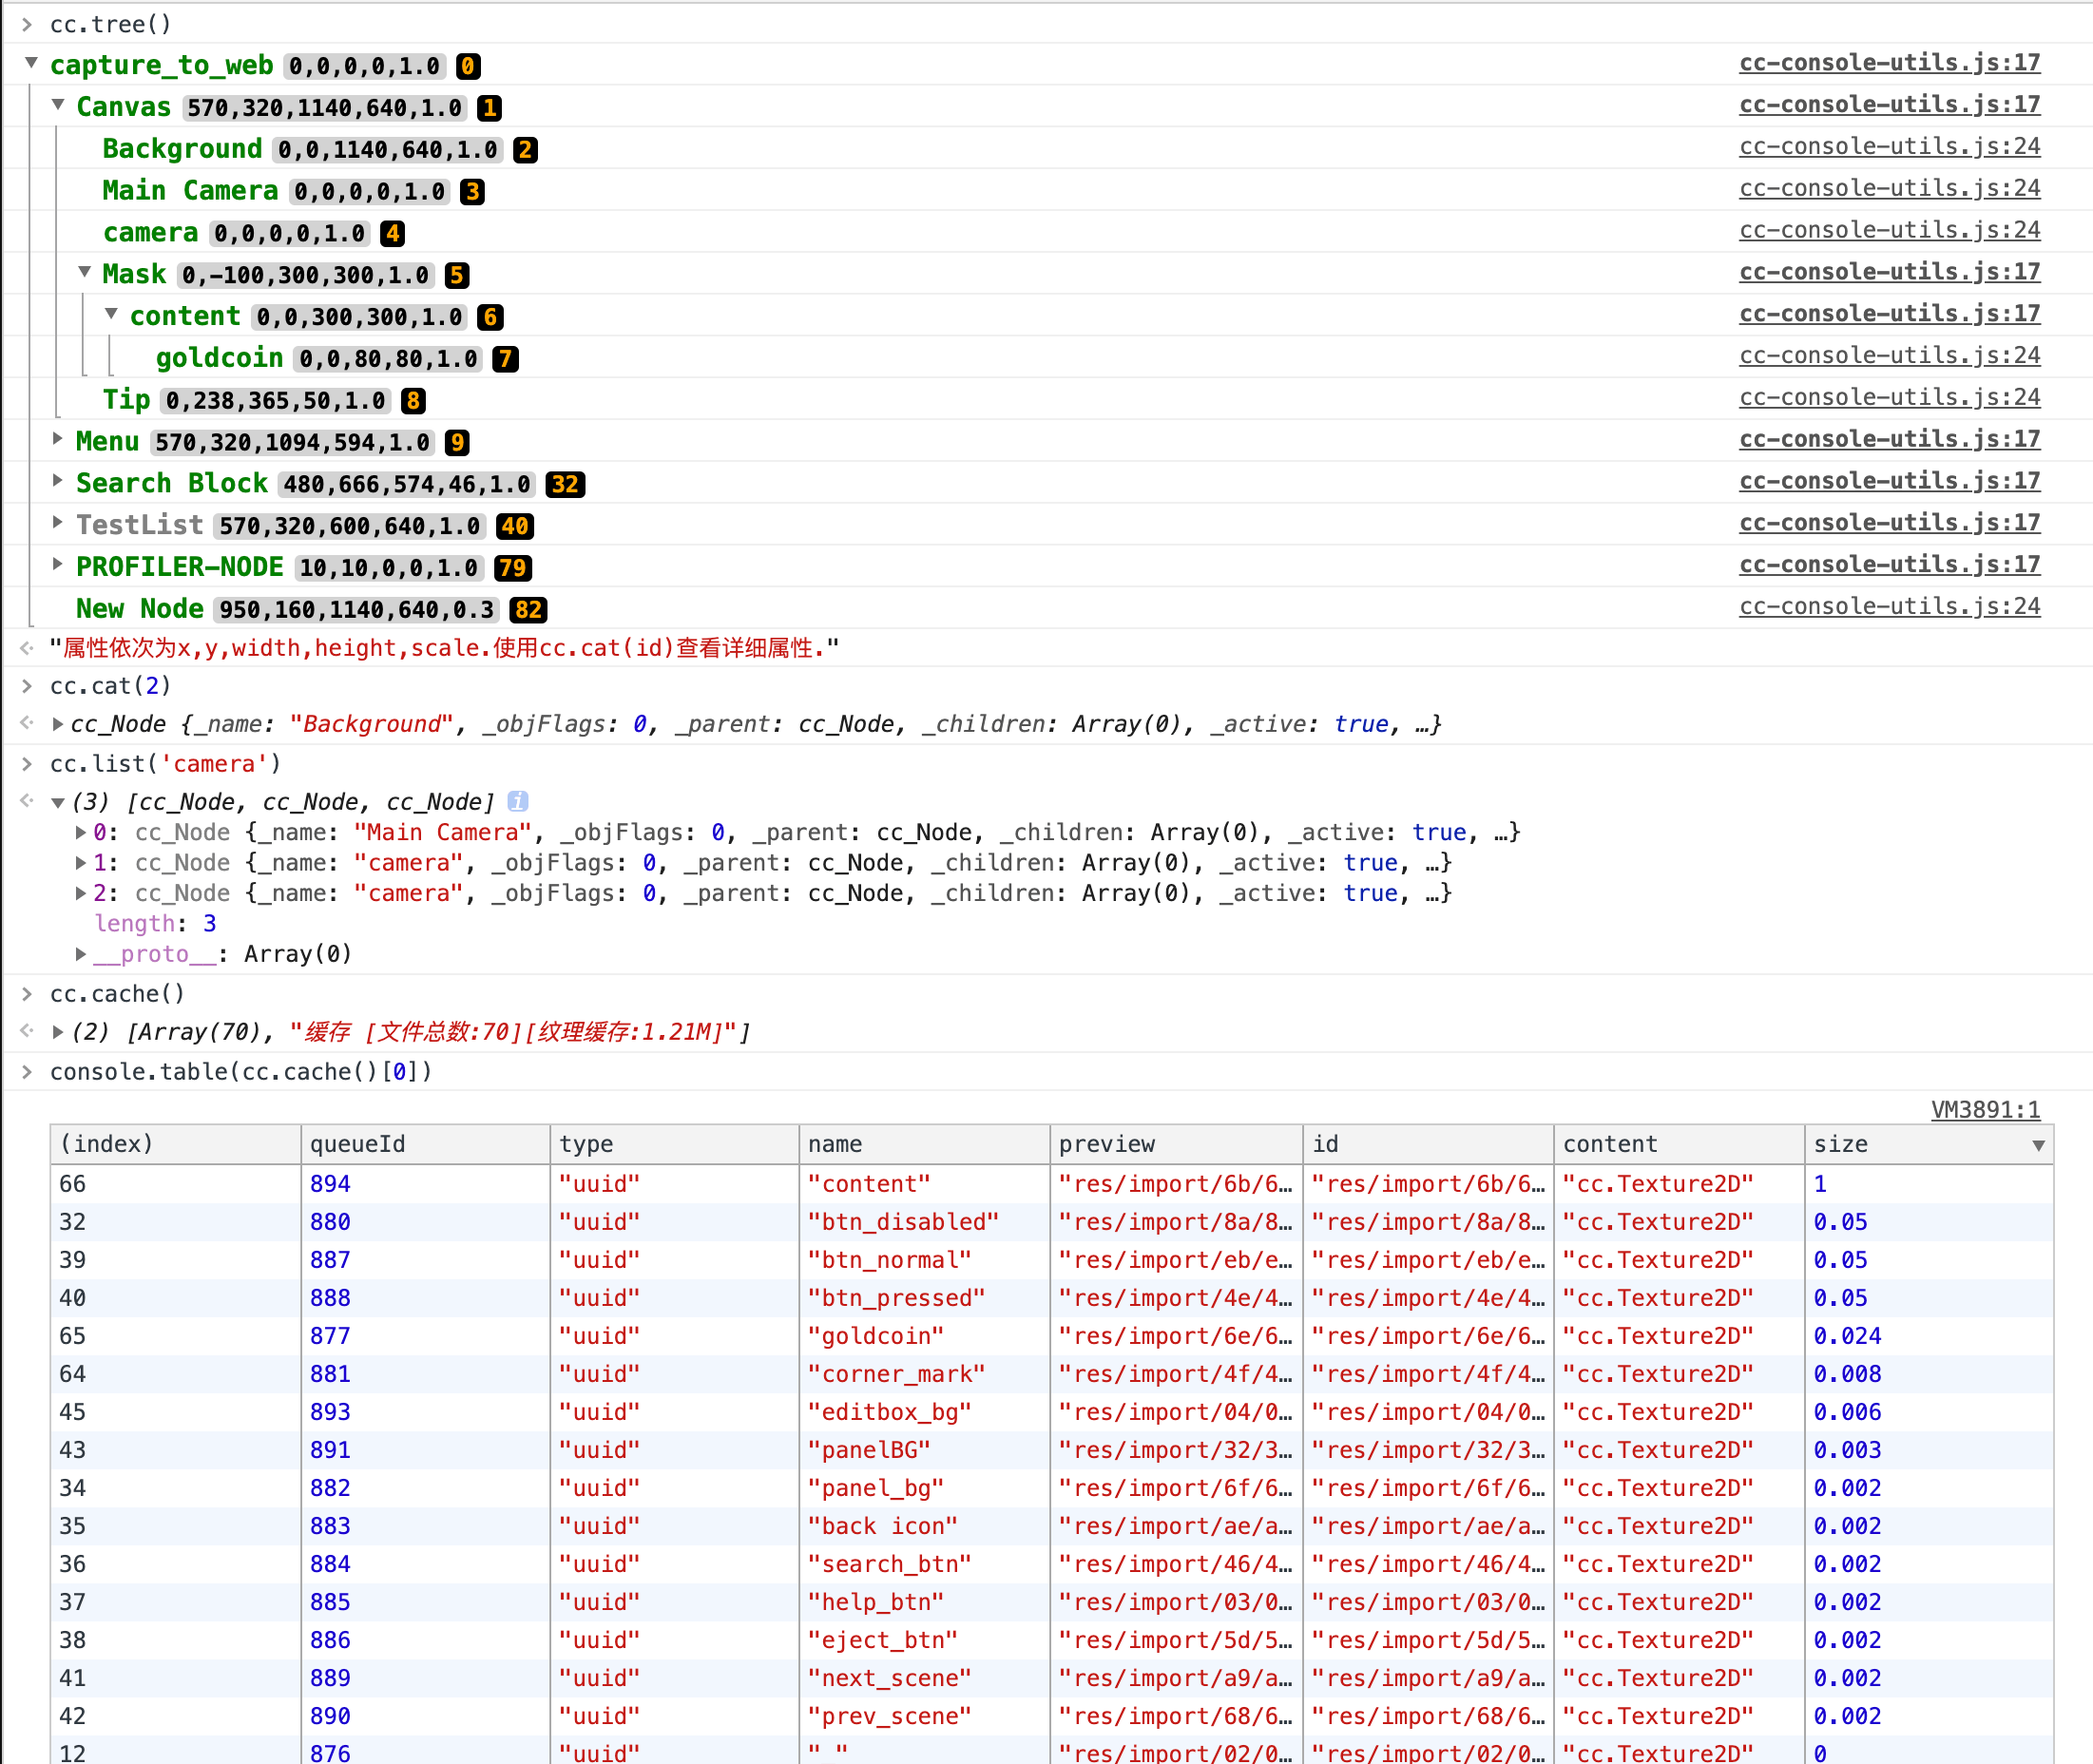 cc.tree()
capture_to_web 0,0,0,0,1.0 0 cc-console-utils.js:17
Canvas 570,320,1140,640,1.0 1 cc-console-utils.js:17
Background 0,0,1140,640,1.0 2 cc-console-utils.js:24
Main Camera 0,0,0,0,1.0 3 cc-console-utils.js:24
camera 0,0,0,0,1.0 4 cc-console-utils.js:24
Mask 0,-100,300,300,1.0 5 cc-console-utils.js:17
content 0,0,300,300,1.0 6 cc-console-utils.js:17
goldcoin 0,0,80,80,1.0 7 cc-console-utils.js:24
Tip 0,238,365,50,1.0 8 cc-console-utils.js:24
Menu 570,320,1094,594,1.0 9 cc-console-utils.js:17
Search Block 480,666,574,46,1.0 32 cc-console-utils.js:17
TestList 570,320,600,640,1.0 40 cc-console-utils.js:17
PROFILER-NODE 10,10,0,0,1.0 79 cc-console-utils.js:17
New Node 950,160,1140,640,0.3 82 cc-console-utils.js:24
"属性依次为x,y,width,height,scale.使用cc.cat(id)查看详细属性."
cc.cat(2)
cc_Node {_name: "Background", _objFlags: 0, _parent: cc_Node, _children: Array(0), _active: true, …}
cc.list('camera')
(3) [cc_Node, cc_Node, cc_Node] i
0: cc_Node {_name: "Main Camera", _objFlags: 0, _parent: cc_Node, _children: Array(0), _active: true, …}
1: cc_Node {_name: "camera", _objFlags: 0, _parent: cc_Node, _children: Array(0), _active: true, …}
2: cc_Node {_name: "camera", _objFlags: 0, _parent: cc_Node, _children: Array(0), _active: true, …}
length: 3
__proto__: Array(0)
cc.cache()
(2) [Array(70), "缓存 [文件总数:70][纹理缓存:1.21M]"]
console.table(cc.cache()[0])
VM3891:1
(index) queueId type name preview id content size
66 894 "uuid" "content" "res/import/6b/6… "res/import/6b/6… "cc.Texture2D" 1
32 880 "uuid" "btn_disabled" "res/import/8a/8… "res/import/8a/8… "cc.Texture2D" 0.05
39 887 "uuid" "btn_normal" "res/import/eb/e… "res/import/eb/e… "cc.Texture2D" 0.05
40 888 "uuid" "btn_pressed" "res/import/4e/4… "res/import/4e/4… "cc.Texture2D" 0.05
65 877 "uuid" "goldcoin" "res/import/6e/6… "res/import/6e/6… "cc.Texture2D" 0.024
64 881 "uuid" "corner_mark" "res/import/4f/4… "res/import/4f/4… "cc.Texture2D" 0.008
45 893 "uuid" "editbox_bg" "res/import/04/0… "res/import/04/0… "cc.Texture2D" 0.006
43 891 "uuid" "panelBG" "res/import/32/3… "res/import/32/3… "cc.Texture2D" 0.003
34 882 "uuid" "panel_bg" "res/import/6f/6… "res/import/6f/6… "cc.Texture2D" 0.002
35 883 "uuid" "back icon" "res/import/ae/a… "res/import/ae/a… "cc.Texture2D" 0.002
36 884 "uuid" "search_btn" "res/import/46/4… "res/import/46/4… "cc.Texture2D" 0.002
37 885 "uuid" "help_btn" "res/import/03/0… "res/import/03/0… "cc.Texture2D" 0.002
38 886 "uuid" "eject_btn" "res/import/5d/5… "res/import/5d/5… "cc.Texture2D" 0.002
41 889 "uuid" "next_scene" "res/import/a9/a… "res/import/a9/a… "cc.Texture2D" 0.002
42 890 "uuid" "prev_scene" "res/import/68/6… "res/import/68/6… "cc.Texture2D" 0.002
12 876 "uuid" "_" "res/import/02/0… "res/import/02/0… "cc.Texture2D" 0